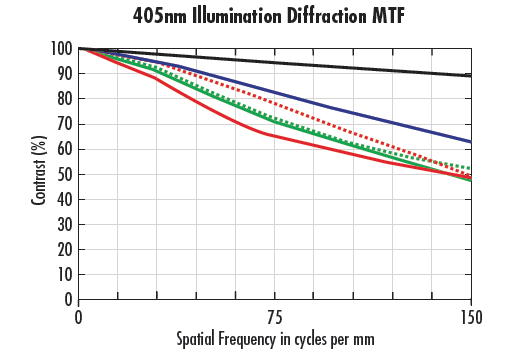 405nm Illumination Diffraction MTF
100
90
80
70
60
50
40
30
20
10
0
Contrast (%)
0 75 150
Spatial Frequency in cycles per mm